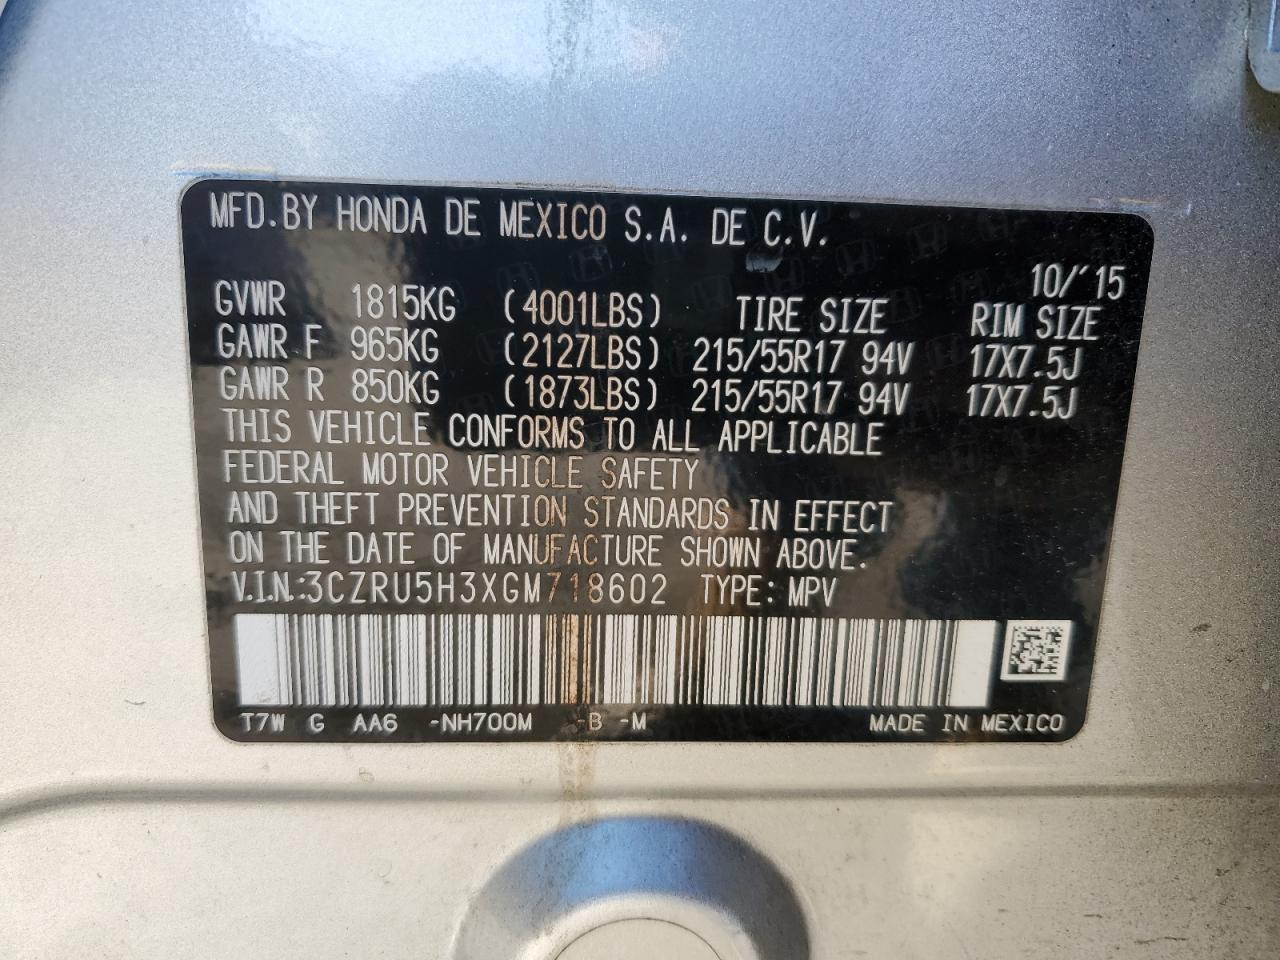 MFD.BY HONDA DE MEXICO S.A. DE C.V.
10/'15
GVWR 1815KG (4001LBS) TIRE SIZE RIM SIZE
GAWR F 965KG (2127LBS) 215/55R17 94V 17X7.5J
GAWR R 850KG (1873LBS) 215/55R17 94V 17X7.5J
THIS VEHICLE CONFORMS TO ALL APPLICABLE
FEDERAL MOTOR VEHICLE SAFETY
AND THEFT PREVENTION STANDARDS IN EFFECT
ON THE DATE OF MANUFACTURE SHOWN ABOVE.
V.I.N.:3CZRU5H3XGM718602 TYPE: MPV
T7W G AA6 -NH700M -B -M MADE IN MEXICO